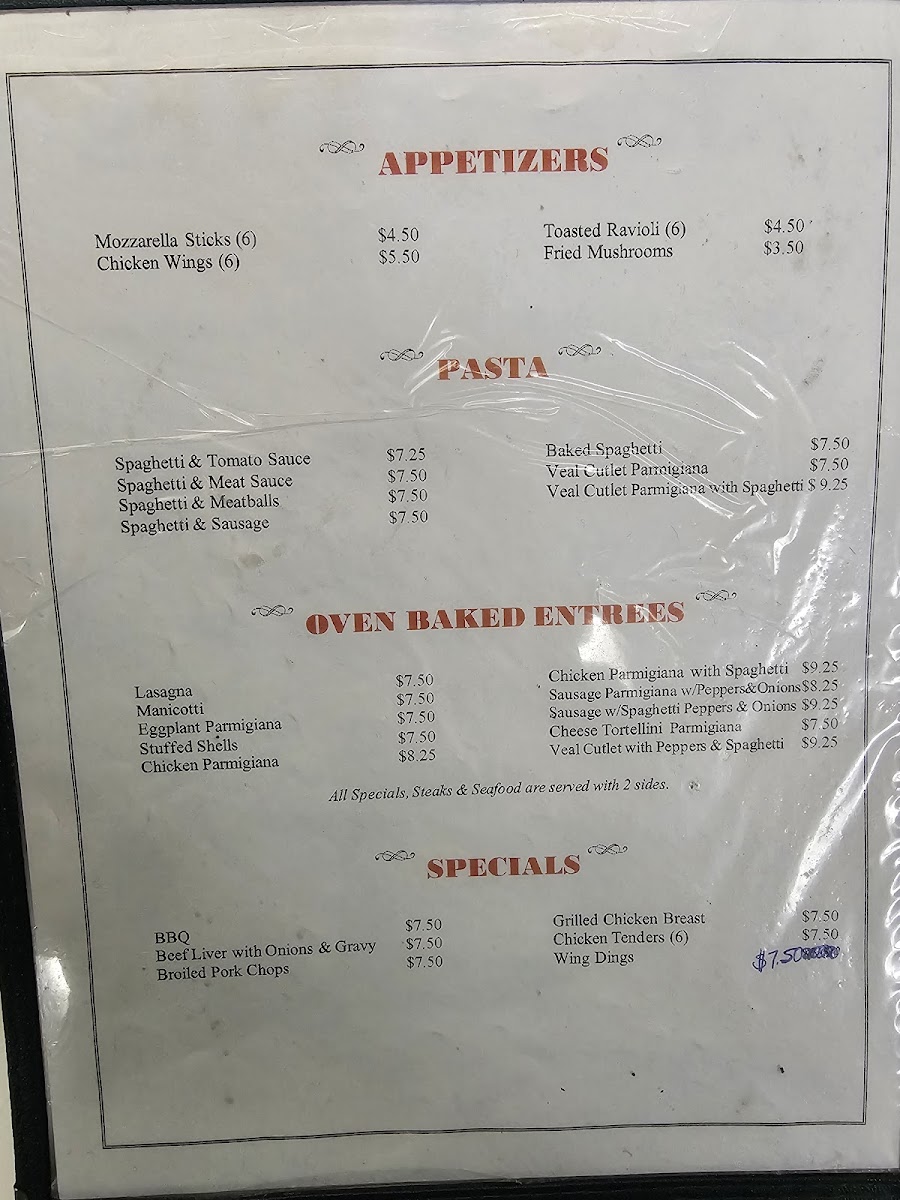 APPETIZERS
Mozzarella Sticks (6) $4.50
Chicken Wings (6) $5.50
Toasted Ravioli (6) $4.50
Fried Mushrooms $3.50
PASTA
Spaghetti & Tomato Sauce $7.25
Spaghetti & Meat Sauce $7.50
Spaghetti & Meatballs $7.50
Spaghetti & Sausage $7.50
Baked Spaghetti $7.50
Veal Cutlet Parmigiana $7.50
Veal Cutlet Parmigiana with Spaghetti $ 9.25
OVEN BAKED ENTREES
Lasagna $7.50
Manicotti $7.50
Eggplant Parmigiana $7.50
Stuffed Shells $7.50
Chicken Parmigiana $8.25
Chicken Parmigiana with Spaghetti $9.25
Sausage Parmigiana w/Peppers&Onions $8.25
Sausage w/Spaghetti Peppers & Onions $9.25
Cheese Tortellini Parmigiana $7.50
Veal Cutlet with Peppers & Spaghetti $9.25
All Specials, Steaks & Seafood are served with 2 sides.
SPECIALS
BBQ $7.50
Beef Liver with Onions & Gravy $7.50
Broiled Pork Chops $7.50
Grilled Chicken Breast $7.50
Chicken Tenders (6) $7.50
Wing Dings $7.50